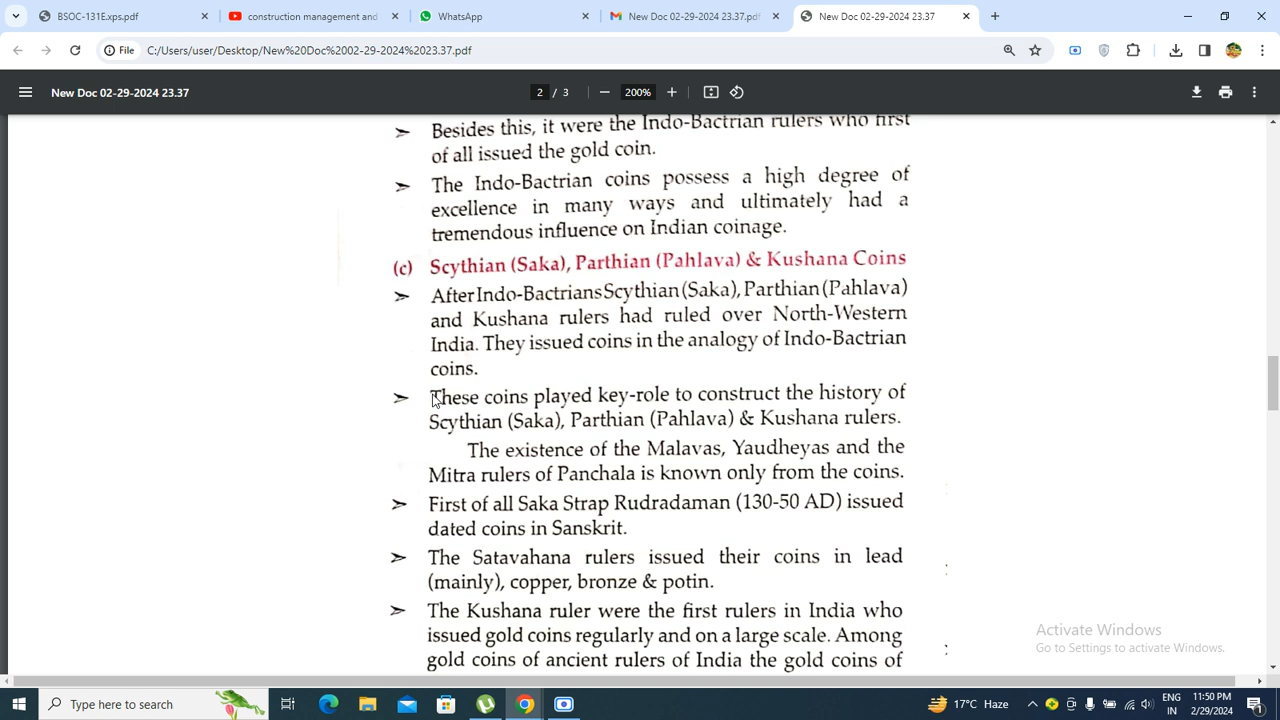 BSOC-131E.xps.pdf
construction management and
WhatsApp
New Doc 02-29-2024 23.37.pdf
New Doc 02-29-2024 23.37
File
C:/Users/user/Desktop/New%20Doc%2002-29-2024%2023.37.pdf
New Doc 02-29-2024 23.37
2 / 3
200%
➢ Besides this, it were the Indo-Bactrian rulers who first
of all issued the gold coin.
➢ The Indo-Bactrian coins possess a high degree of
excellence in many ways and ultimately had a
tremendous influence on Indian coinage.
(c) Scythian (Saka), Parthian (Pahlava) & Kushana Coins
➢ After Indo-Bactrians Scythian (Saka), Parthian (Pahlava)
and Kushana rulers had ruled over North-Western
India. They issued coins in the analogy of Indo-Bactrian
coins.
➢ These coins played key-role to construct the history of
Scythian (Saka), Parthian (Pahlava) & Kushana rulers.
The existence of the Malavas, Yaudheyas and the
Mitra rulers of Panchala is known only from the coins.
➢ First of all Saka Strap Rudradaman (130-50 AD) issued
dated coins in Sanskrit.
➢ The Satavahana rulers issued their coins in lead
(mainly), copper, bronze & potin.
➢ The Kushana ruler were the first rulers in India who
issued gold coins regularly and on a large scale. Among
gold coins of ancient rulers of India the gold coins of
Activate Windows
Go to Settings to activate Windows.
Type here to search
17°C Haze
ENG
IN
11:50 PM
2/29/2024